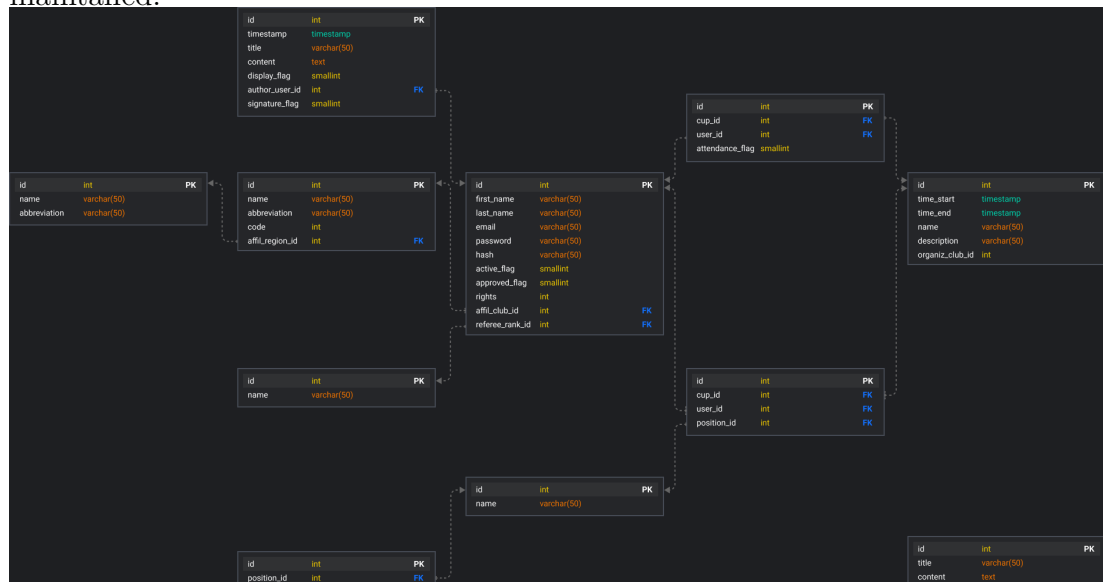 maintained.
id int PK
timestamp timestamp
title varchar(50)
content text
display_flag smallint
author_user_id int FK
signature_flag smallint
id int PK
cup_id int FK
user_id int FK
attendance_flag smallint
id int PK
name varchar(50)
abbreviation varchar(50)
id int PK
name varchar(50)
abbreviation varchar(50)
code int
affil_region_id int FK
id int PK
first_name varchar(50)
last_name varchar(50)
email varchar(50)
password varchar(50)
hash varchar(50)
active_flag smallint
approved_flag smallint
rights int
affil_club_id int FK
referee_rank_id int FK
id int PK
time_start timestamp
time_end timestamp
name varchar(50)
description varchar(50)
organiz_club_id int
id int PK
name varchar(50)
id int PK
cup_id int FK
user_id int FK
position_id int FK
id int PK
name varchar(50)
id int PK
position_id int FK
id int PK
title varchar(50)
content text